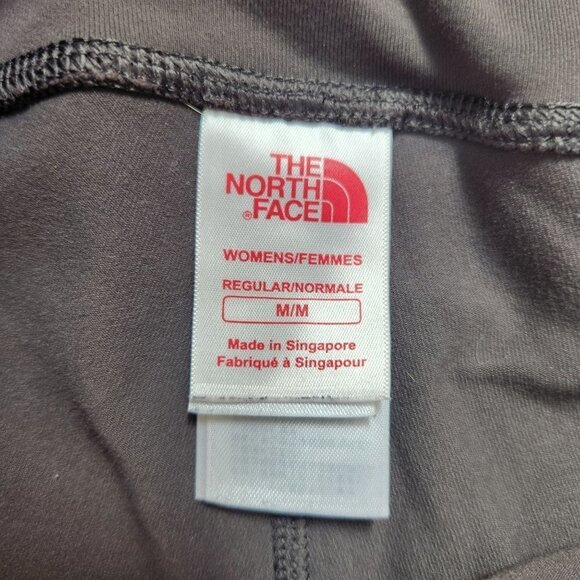 THE
NORTH
® FACE
WOMENS/FEMMES
REGULAR/NORMALE
M/M
Made in Singapore
Fabriqué à Singapour